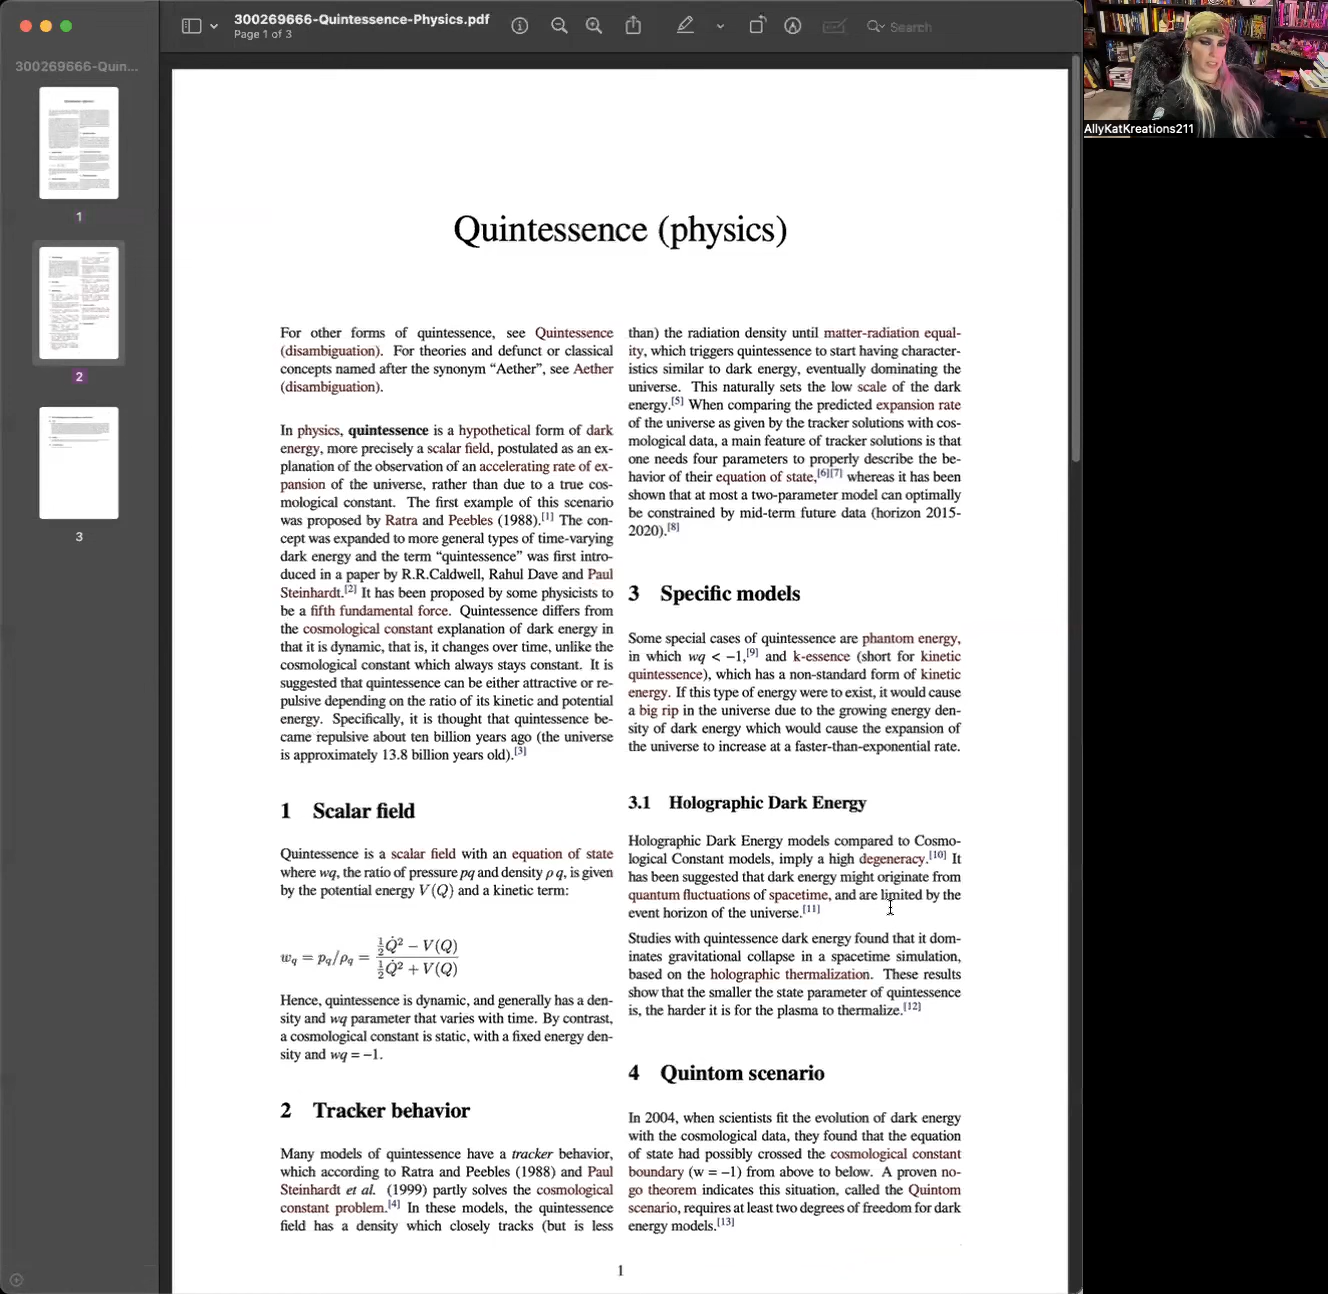 300269666-Quintessence-Physics.pdf
Page 1 of 3
Search
300269666-Quin...
1
2
3
AllyKatKreations211
Quintessence (physics)
For other forms of quintessence, see Quintessence
(disambiguation). For theories and defunct or classical
concepts named after the synonym “Aether”, see Aether
(disambiguation).
In physics, quintessence is a hypothetical form of dark
energy, more precisely a scalar field, postulated as an ex-
planation of the observation of an accelerating rate of ex-
pansion of the universe, rather than due to a true cos-
mological constant. The first example of this scenario
was proposed by Ratra and Peebles (1988).[1] The con-
cept was expanded to more general types of time-varying
dark energy and the term “quintessence” was first intro-
duced in a paper by R.R.Caldwell, Rahul Dave and Paul
Steinhardt.[2] It has been proposed by some physicists to
be a fifth fundamental force. Quintessence differs from
the cosmological constant explanation of dark energy in
that it is dynamic, that is, it changes over time, unlike the
cosmological constant which always stays constant. It is
suggested that quintessence can be either attractive or re-
pulsive depending on the ratio of its kinetic and potential
energy. Specifically, it is thought that quintessence be-
came repulsive about ten billion years ago (the universe
is approximately 13.8 billion years old).[3]
1 Scalar field
Quintessence is a scalar field with an equation of state
where wq, the ratio of pressure pq and density ρ q, is given
by the potential energy V(Q) and a kinetic term:
w_q = p_q/ρ_q = (½Q̇² − V(Q)) / (½Q̇² + V(Q))
Hence, quintessence is dynamic, and generally has a den-
sity and wq parameter that varies with time. By contrast,
a cosmological constant is static, with a fixed energy den-
sity and wq = −1.
2 Tracker behavior
Many models of quintessence have a tracker behavior,
which according to Ratra and Peebles (1988) and Paul
Steinhardt et al. (1999) partly solves the cosmological
constant problem.[4] In these models, the quintessence
field has a density which closely tracks (but is less
than) the radiation density until matter-radiation equal-
ity, which triggers quintessence to start having character-
istics similar to dark energy, eventually dominating the
universe. This naturally sets the low scale of the dark
energy.[5] When comparing the predicted expansion rate
of the universe as given by the tracker solutions with cos-
mological data, a main feature of tracker solutions is that
one needs four parameters to properly describe the be-
havior of their equation of state,[6][7] whereas it has been
shown that at most a two-parameter model can optimally
be constrained by mid-term future data (horizon 2015-
2020).[8]
3 Specific models
Some special cases of quintessence are phantom energy,
in which wq < −1,[9] and k-essence (short for kinetic
quintessence), which has a non-standard form of kinetic
energy. If this type of energy were to exist, it would cause
a big rip in the universe due to the growing energy den-
sity of dark energy which would cause the expansion of
the universe to increase at a faster-than-exponential rate.
3.1 Holographic Dark Energy
Holographic Dark Energy models compared to Cosmo-
logical Constant models, imply a high degeneracy.[10] It
has been suggested that dark energy might originate from
quantum fluctuations of spacetime, and are limited by the
event horizon of the universe.[11]
Studies with quintessence dark energy found that it dom-
inates gravitational collapse in a spacetime simulation,
based on the holographic thermalization. These results
show that the smaller the state parameter of quintessence
is, the harder it is for the plasma to thermalize.[12]
4 Quintom scenario
In 2004, when scientists fit the evolution of dark energy
with the cosmological data, they found that the equation
of state had possibly crossed the cosmological constant
boundary (w = −1) from above to below. A proven no-
go theorem indicates this situation, called the Quintom
scenario, requires at least two degrees of freedom for dark
energy models.[13]
1